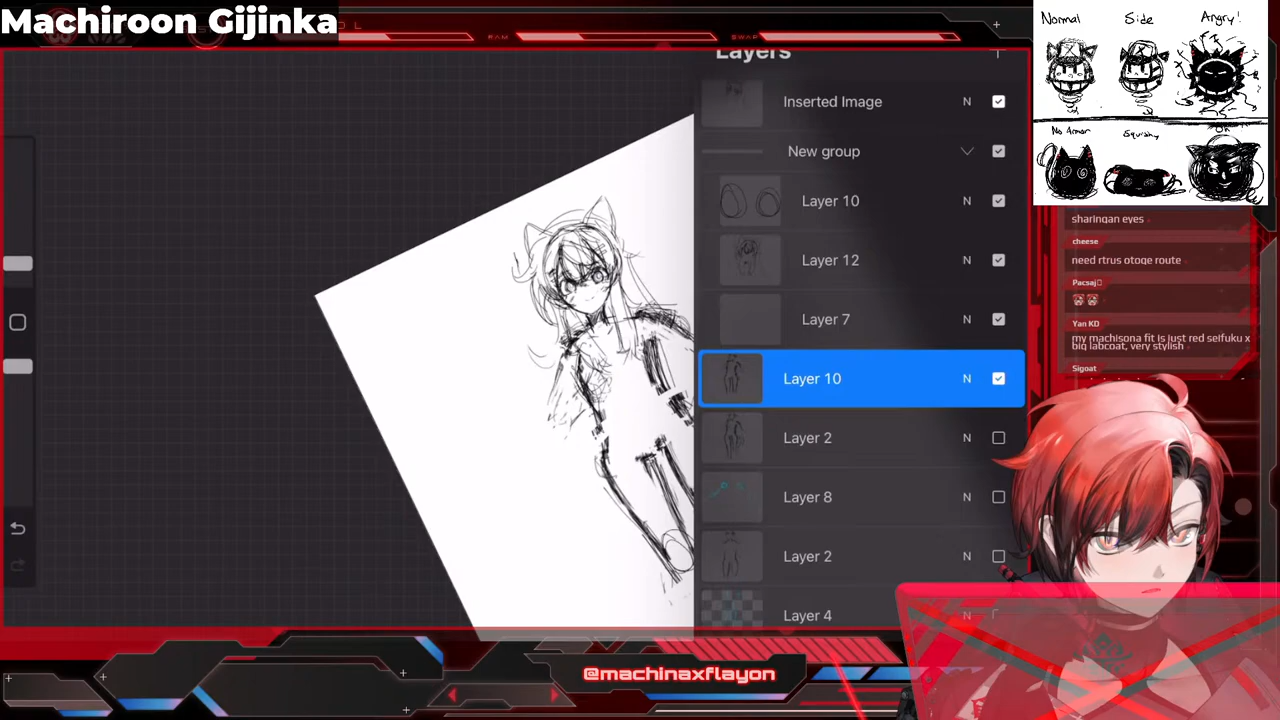 Machiroon Gijinka
RAM
SWAP
Normal
Side
Angry!
No Armor
Squishy
Layers
Inserted Image
N
New group
Layer 10
N
Layer 12
N
Layer 7
N
Layer 10
N
Layer 2
N
Layer 8
N
Layer 2
N
Layer 4
sharingan eyes
cheese
need rtrus otoge route
Pacsaj
Yan KD
my machisona fit is just red seifuku x
big labcoat, very stylish
Sigoat
@machinaxflayon